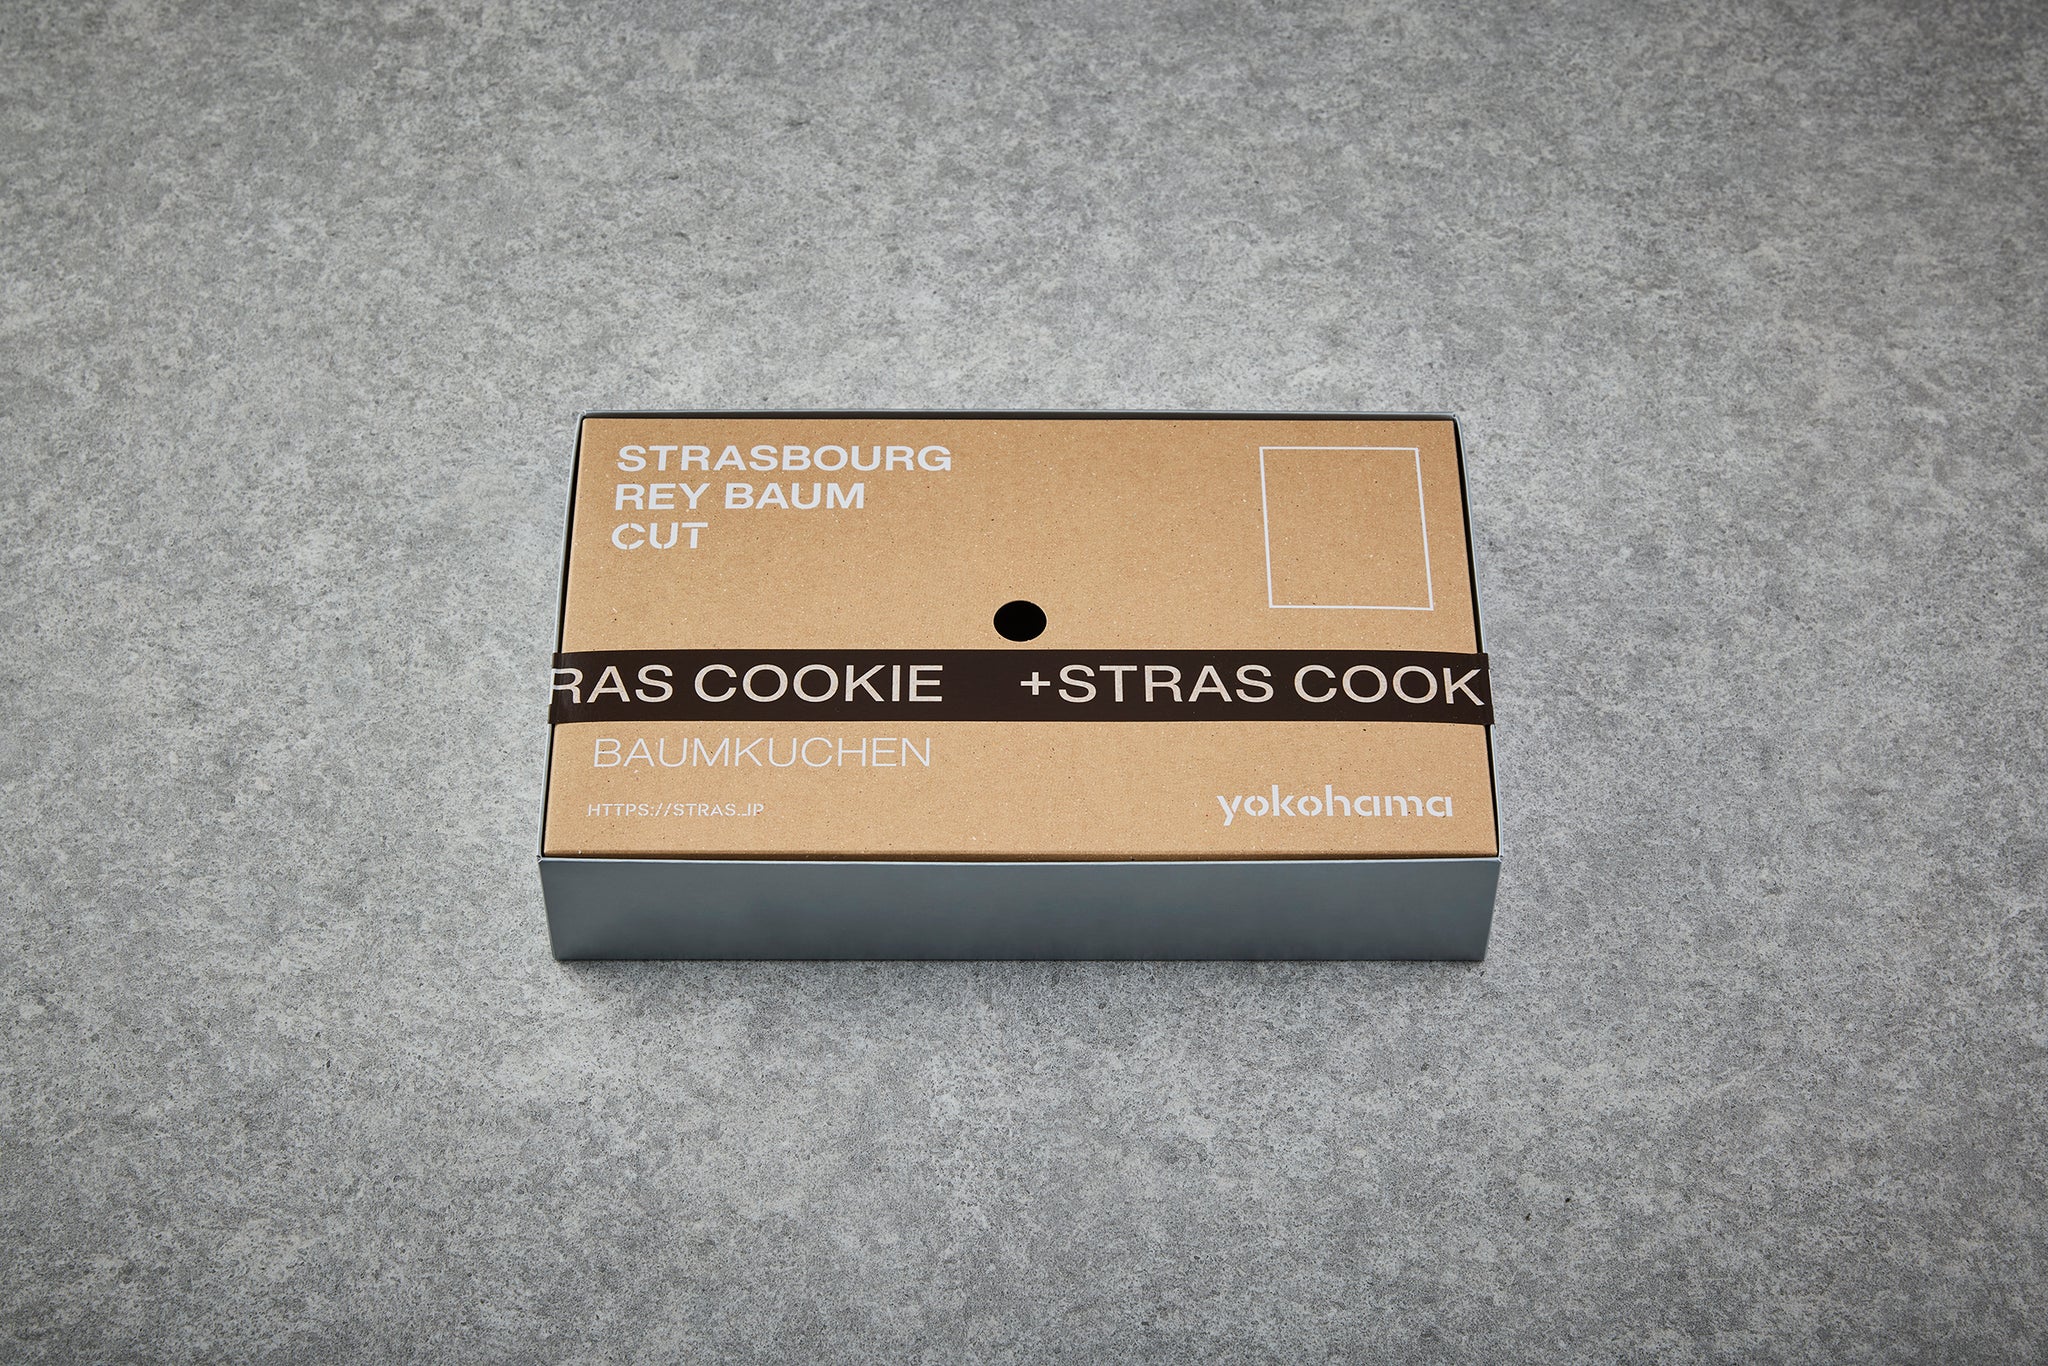 STRASBOURG
REY BAUM
CUT
RAS COOKIE +STRAS COOK
BAUMKUCHEN
HTTPS://STRAS.JP
yokohama